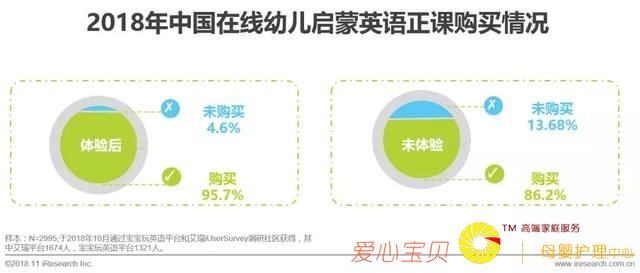 2018年中国在线幼儿启蒙英语正课购买情况
✗ 未购买
4.6%
体验后
✓ 购买
95.7%
✗ 未购买
13.68%
未体验
✓ 购买
86.2%
样本：N=2995;于2018年10月通过宝宝玩英语平台和艾瑞iUserSurvey调研社区获得，其
中艾瑞平台1674人，宝宝玩英语平台1321人。
爱心宝贝
TM 高端家庭服务
母婴护理中心
©2018.11 iResearch Inc.
www.iresearch.com.cn